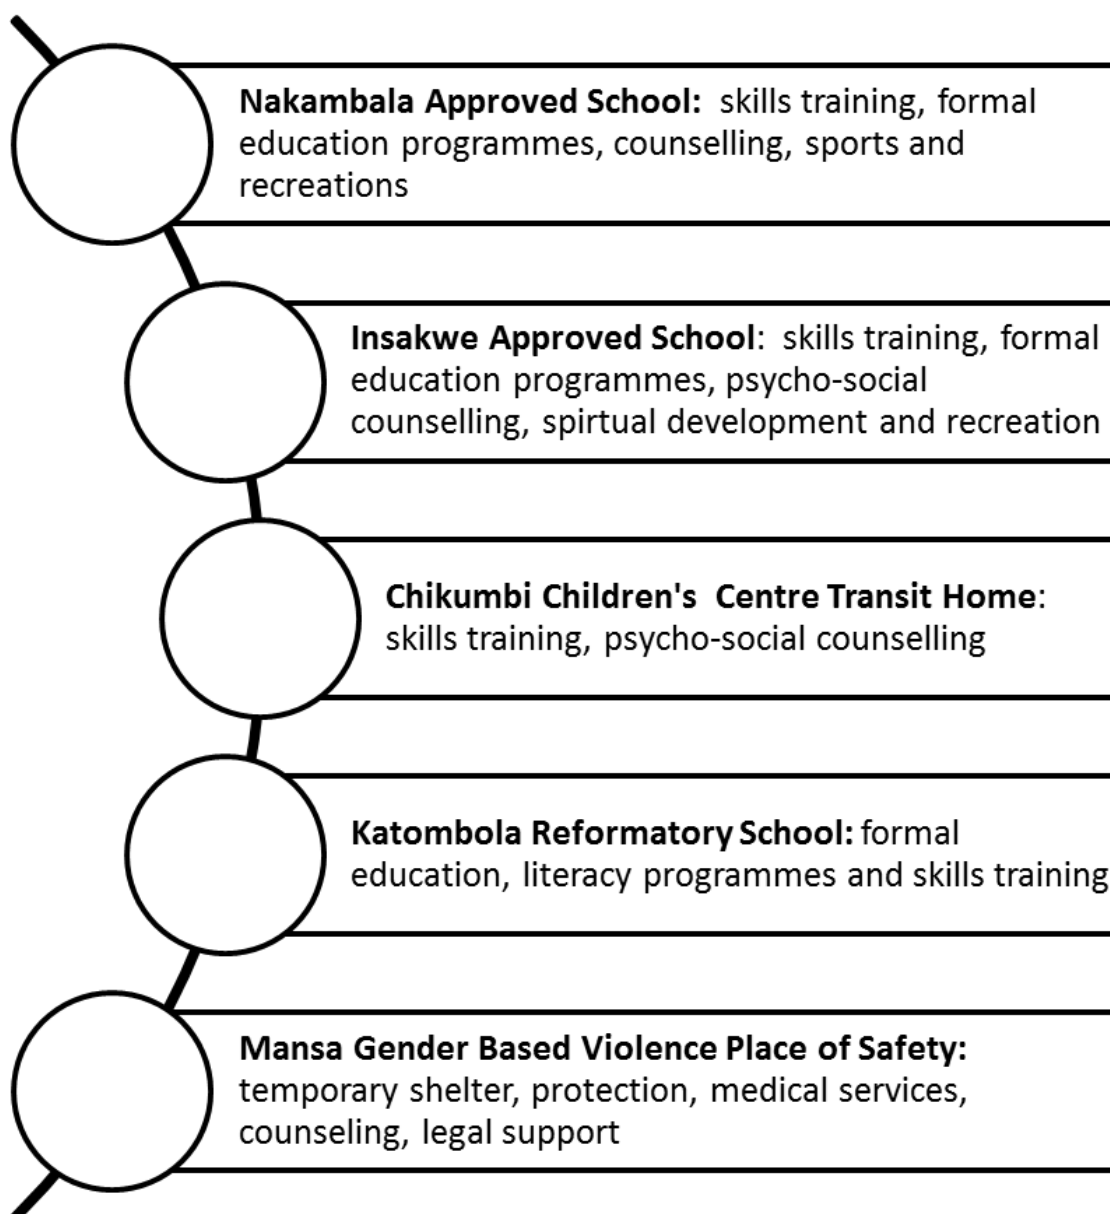 Nakambala Approved School: skills training, formal
education programmes, counselling, sports and
recreations
Insakwe Approved School: skills training, formal
education programmes, psycho-social
counselling, spirtual development and recreation
Chikumbi Children's Centre Transit Home:
skills training, psycho-social counselling
Katombola Reformatory School: formal
education, literacy programmes and skills training
Mansa Gender Based Violence Place of Safety:
temporary shelter, protection, medical services,
counseling, legal support